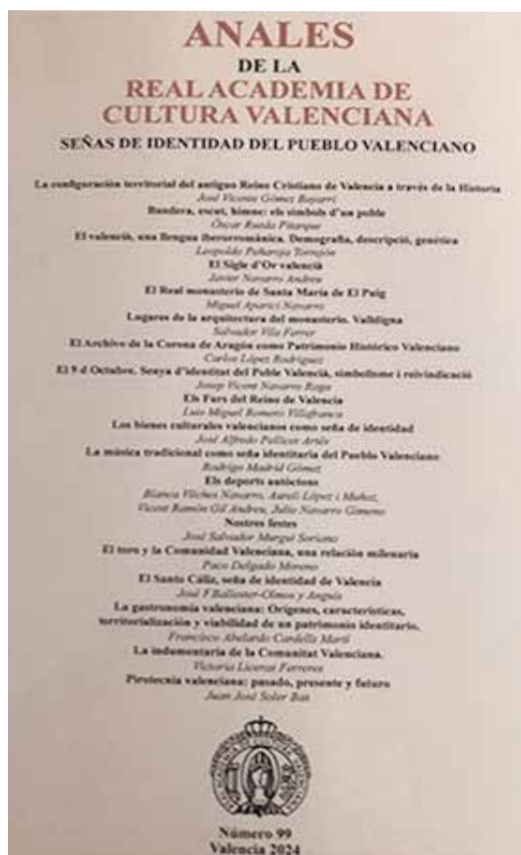 ANALES
DE LA
REAL ACADEMIA DE
CULTURA VALENCIANA
SEÑAS DE IDENTIDAD DEL PUEBLO VALENCIANO
La configuración territorial del antiguo Reino Cristiano de Valencia a través de la Historia
José Vicente Gómez Bayarri
Bandera, escut, himne: els símbols d'un poble
Óscar Rueda Pitarque
El valencià, una llengua iberorromànica. Demografia, descripció, genètica
Leopoldo Peñarroja Torrejón
El Sigle d'Or valencià
Javier Navarro Andreu
El Real monasterio de Santa María de El Puig
Miguel Aparici Navarro
Lugares de la arquitectura del monasterio. Valldigna
Salvador Vila Ferrer
El Archivo de la Corona de Aragón como Patrimonio Histórico Valenciano
Carlos López Rodríguez
El 9 d Octubre. Senya d'identitat del Poble Valencià, simbolisme i reivindicació
Josep Vicent Navarro Raga
Els Furs del Reino de Valencia
Luis Miguel Romero Villafranca
Los bienes culturales valencianos como seña de identidad
José Alfredo Pellicer Artés
La música tradicional como seña identitaria del Pueblo Valenciano
Rodrigo Madrid Gómez
Els deports autòctons
Blanca Vilches Navarro, Aureli López i Muñoz,
Vicent Ramón Gil Andreu, Julio Navarro Gimeno
Nostres festes
José Salvador Murgui Soriano
El toro y la Comunidad Valenciana, una relación milenaria
Paco Delgado Moreno
El Santo Cáliz, seña de identidad de Valencia
José F Ballester-Olmos y Anguís
La gastronomía valenciana: Orígenes, características,
territorialización y viabilidad de un patrimonio identitario.
Francisco Abelardo Cardells Martí
La indumentaria de la Comunitat Valenciana.
Victoria Liceras Ferreres
Pirotecnia valenciana: pasado, presente y futuro
Juan José Soler Bas
Número 99
Valencia 2024